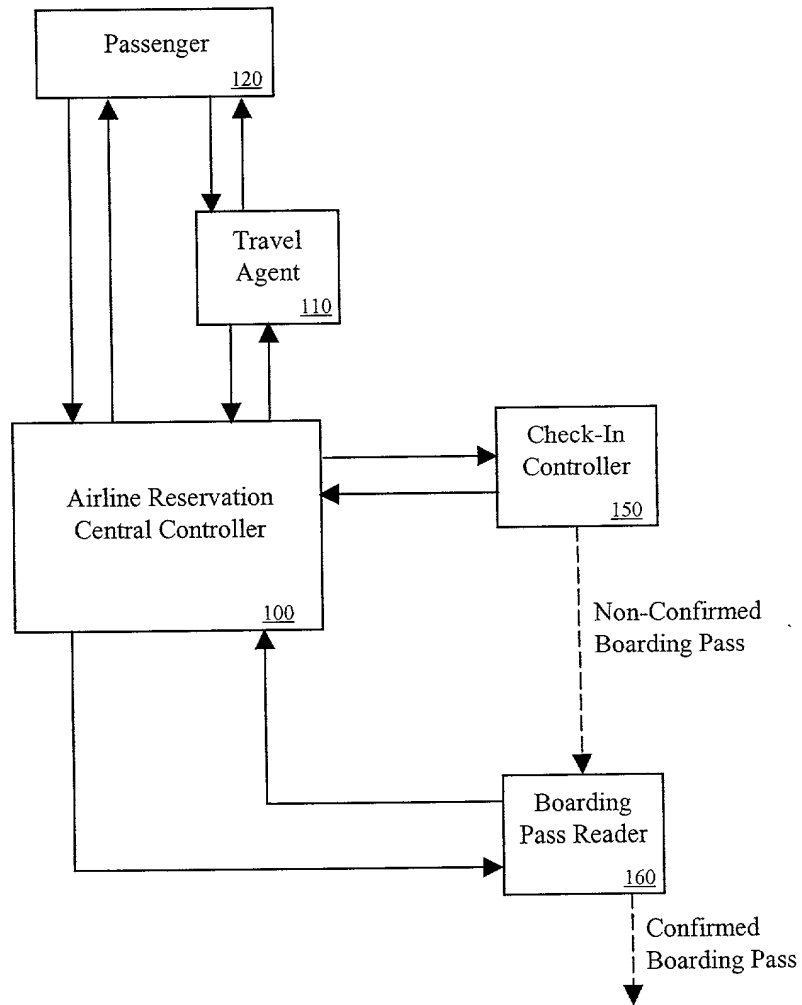 Passenger
120
Travel
Agent
110
Airline Reservation
Central Controller
100
Check-In
Controller
150
Non-Confirmed
Boarding Pass
Boarding
Pass Reader
160
Confirmed
Boarding Pass